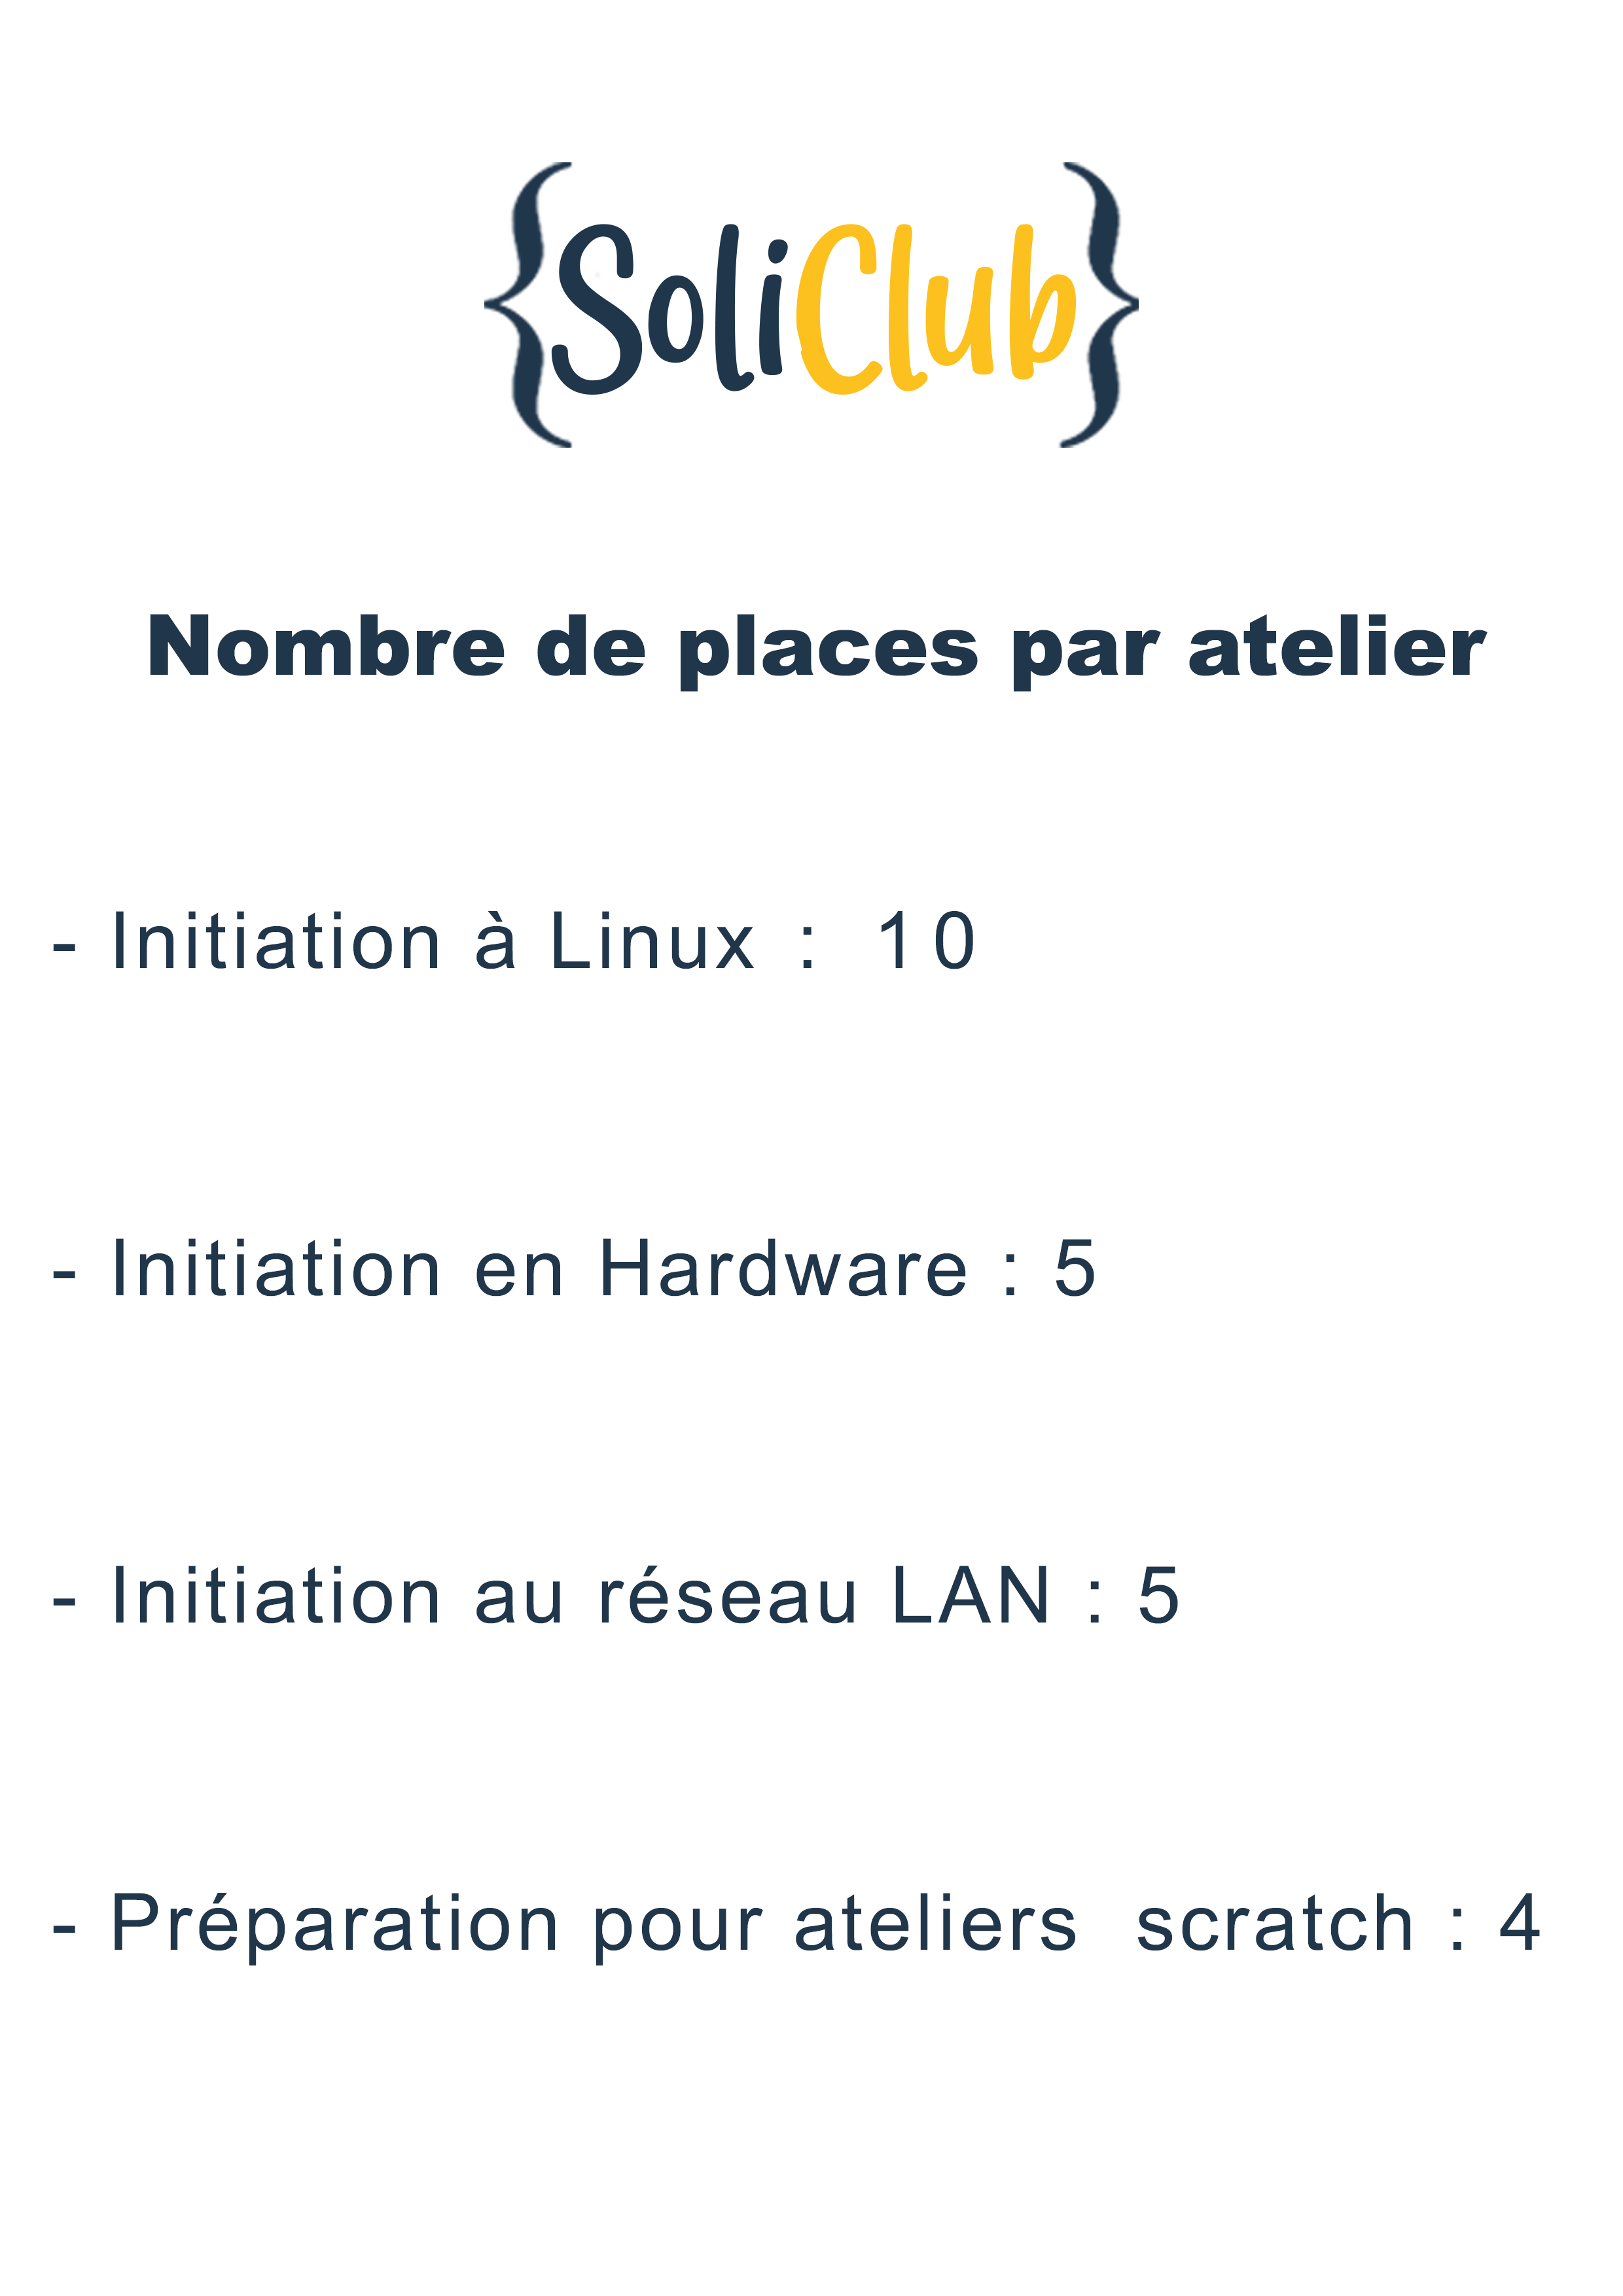 {SoliClub}
Nombre de places par atelier
- Initiation à Linux :  10
- Initiation en Hardware : 5
- Initiation au réseau LAN : 5
- Préparation pour ateliers  scratch : 4